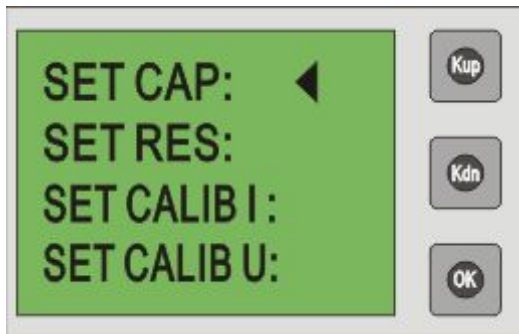 SET CAP:
SET RES:
SET CALIB I :
SET CALIB U:
Kup
Kdn
OK